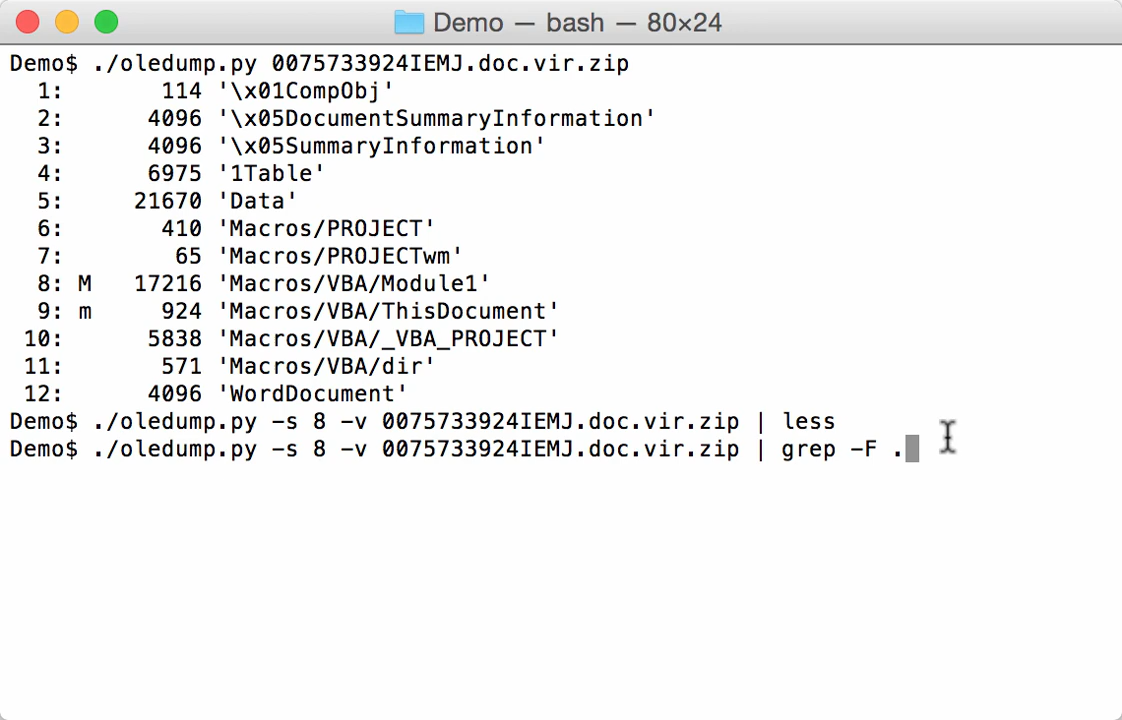 Demo — bash — 80×24
Demo$ ./oledump.py 0075733924IEMJ.doc.vir.zip
1: 114 '\x01CompObj'
2: 4096 '\x05DocumentSummaryInformation'
3: 4096 '\x05SummaryInformation'
4: 6975 '1Table'
5: 21670 'Data'
6: 410 'Macros/PROJECT'
7: 65 'Macros/PROJECTwm'
8: M 17216 'Macros/VBA/Module1'
9: m 924 'Macros/VBA/ThisDocument'
10: 5838 'Macros/VBA/_VBA_PROJECT'
11: 571 'Macros/VBA/dir'
12: 4096 'WordDocument'
Demo$ ./oledump.py -s 8 -v 0075733924IEMJ.doc.vir.zip | less
Demo$ ./oledump.py -s 8 -v 0075733924IEMJ.doc.vir.zip | grep -F .